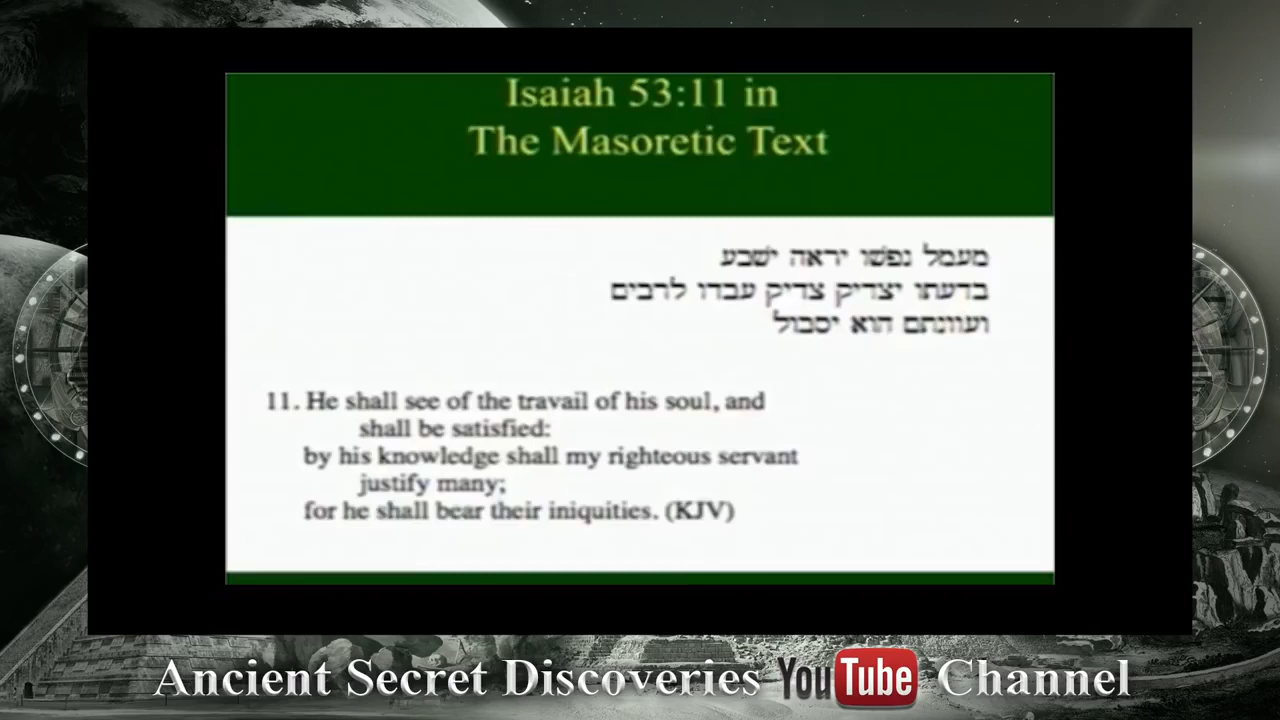 Isaiah 53:11 in
The Masoretic Text
מעמל נפשו יראה ישבע
בדעתו יצדיק צדיק עבדו לרבים
ועוונתם הוא יסבול
11. He shall see of the travail of his soul, and
shall be satisfied:
by his knowledge shall my righteous servant
justify many;
for he shall bear their iniquities. (KJV)
Ancient Secret Discoveries YouTube Channel